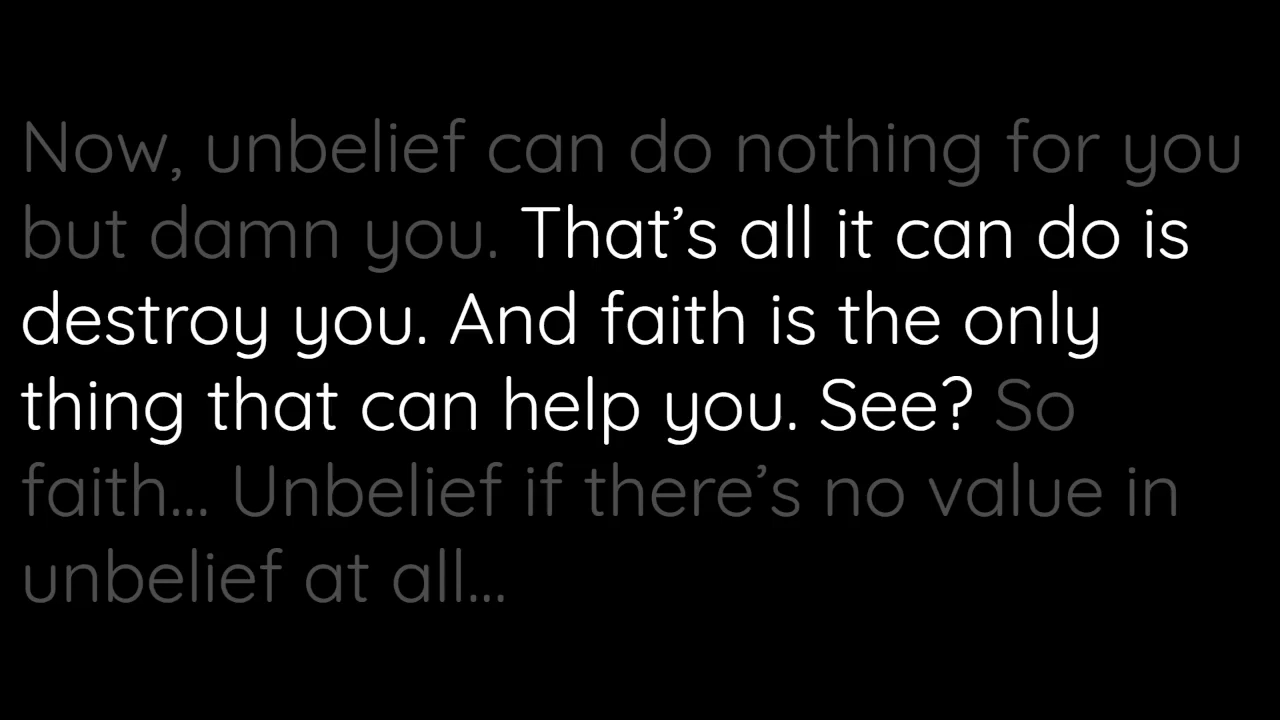 Now, unbelief can do nothing for you
but damn you. That’s all it can do is
destroy you. And faith is the only
thing that can help you. See? So
faith... Unbelief if there’s no value in
unbelief at all...